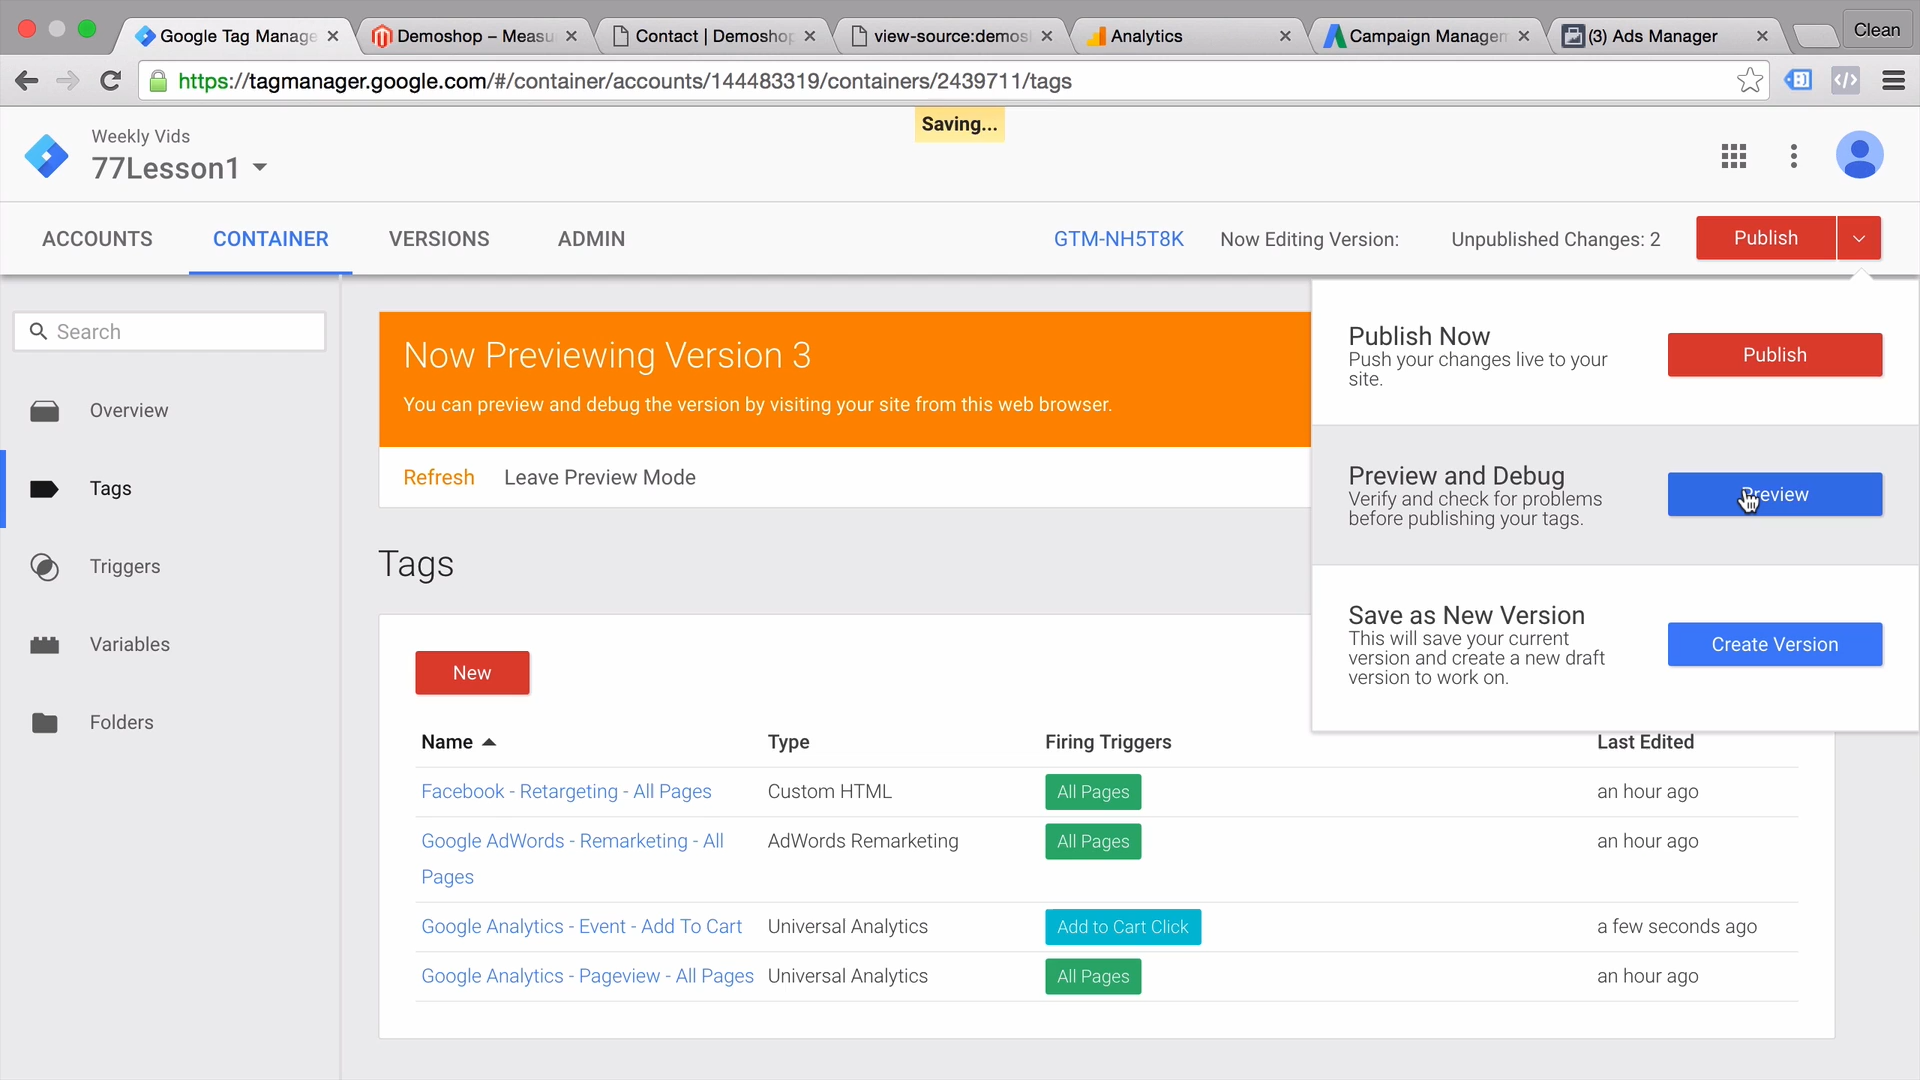 Google Tag Manage
Demoshop – Measu
Contact | Demoshop
view-source:demos
Analytics
Campaign Managem
(3) Ads Manager
Clean
https://tagmanager.google.com/#/container/accounts/144483319/containers/2439711/tags
Saving...
Weekly Vids
77Lesson1
ACCOUNTS
CONTAINER
VERSIONS
ADMIN
GTM-NH5T8K
Now Editing Version:
Unpublished Changes: 2
Publish
Search
Overview
Tags
Triggers
Variables
Folders
Now Previewing Version 3
You can preview and debug the version by visiting your site from this web browser.
Refresh
Leave Preview Mode
Publish Now
Push your changes live to your
site.
Publish
Preview and Debug
Verify and check for problems
before publishing your tags.
Preview
Save as New Version
This will save your current
version and create a new draft
version to work on.
Create Version
Tags
New
Name
Type
Firing Triggers
Last Edited
Facebook - Retargeting - All Pages
Custom HTML
All Pages
an hour ago
Google AdWords - Remarketing - All
Pages
AdWords Remarketing
All Pages
an hour ago
Google Analytics - Event - Add To Cart
Universal Analytics
Add to Cart Click
a few seconds ago
Google Analytics - Pageview - All Pages
Universal Analytics
All Pages
an hour ago